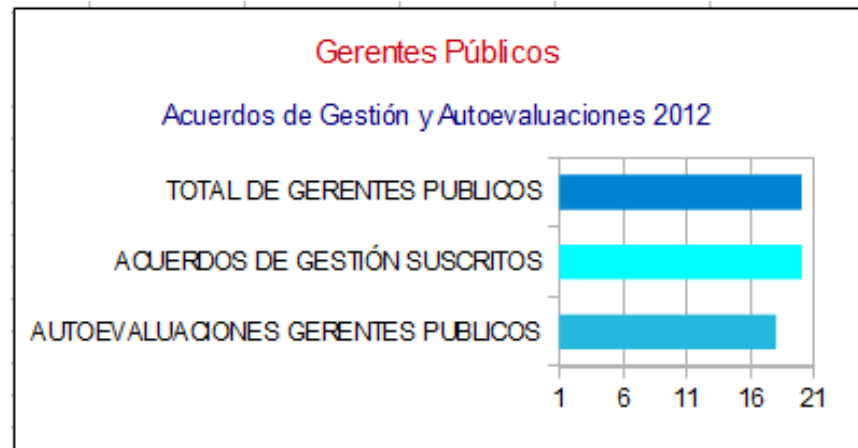 Gerentes Públicos
Acuerdos de Gestión y Autoevaluaciones 2012
TOTAL DE GERENTES PUBLICOS
ACUERDOS DE GESTIÓN SUSCRITOS
AUTOEVALUACIONES GERENTES PUBLICOS
1 6 11 16 21